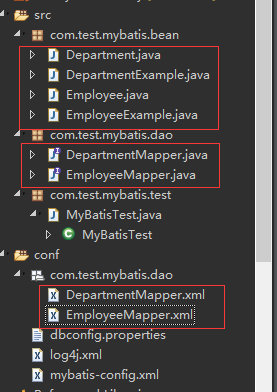 src
com.test.mybatis.bean
Department.java
DepartmentExample.java
Employee.java
EmployeeExample.java
com.test.mybatis.dao
DepartmentMapper.java
EmployeeMapper.java
com.test.mybatis.test
MyBatisTest.java
MyBatisTest
conf
com.test.mybatis.dao
DepartmentMapper.xml
EmployeeMapper.xml
dbconfig.properties
log4j.xml
mybatis-config.xml